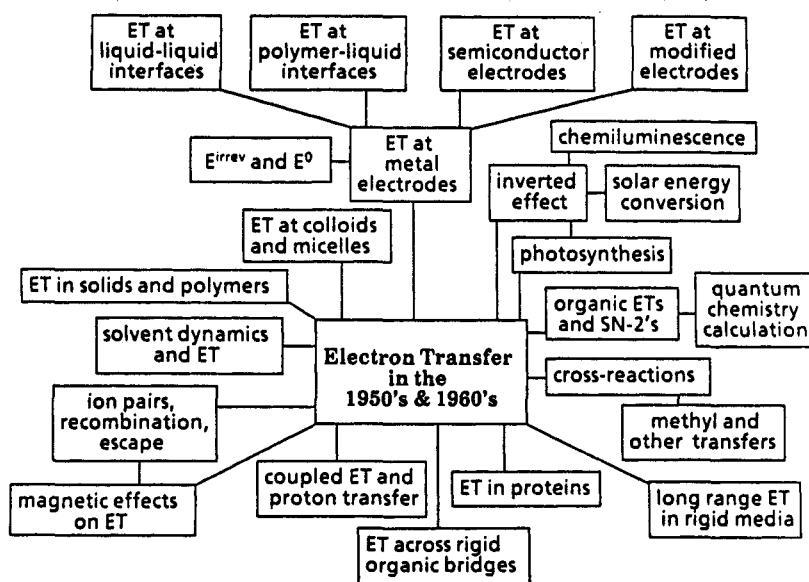 ET at
liquid-liquid
interfaces
ET at
polymer-liquid
interfaces
ET at
semiconductor
electrodes
ET at
modified
electrodes
Eirrev and E0
ET at
metal
electrodes
chemiluminescence
inverted
effect
solar energy
conversion
photosynthesis
ET at colloids
and micelles
ET in solids and polymers
solvent dynamics
and ET
organic ETs
and SN-2's
quantum
chemistry
calculation
Electron Transfer
in the
1950's & 1960's
cross-reactions
methyl and
other transfers
ion pairs,
recombination,
escape
magnetic effects
on ET
coupled ET and
proton transfer
ET in proteins
long range ET
in rigid media
ET across rigid
organic bridges